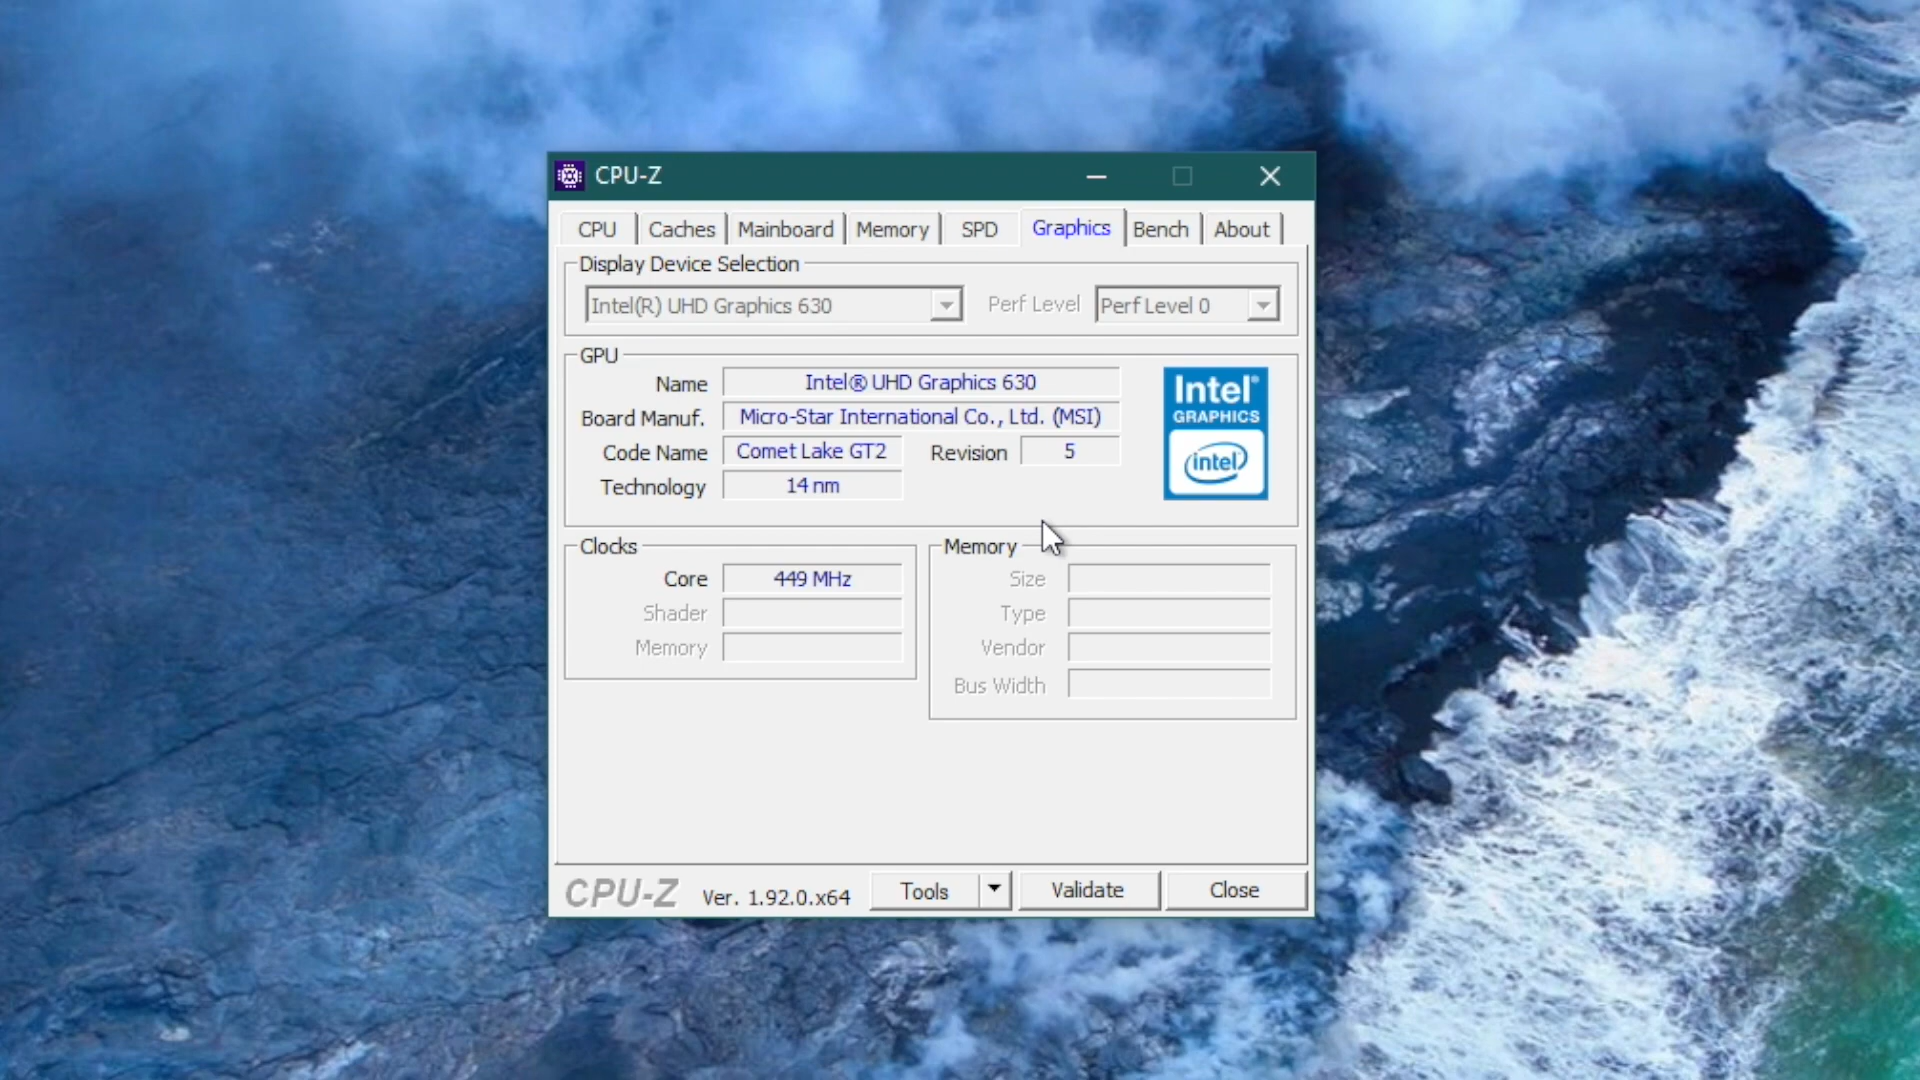 CPU-Z
CPU Caches Mainboard Memory SPD Graphics Bench About
Display Device Selection
Intel(R) UHD Graphics 630 Perf Level Perf Level 0
GPU
Name Intel® UHD Graphics 630
Board Manuf. Micro-Star International Co., Ltd. (MSI)
Code Name Comet Lake GT2 Revision 5
Technology 14 nm
Intel®
GRAPHICS
intel
Clocks
Core 449 MHz
Shader
Memory
Memory
Size
Type
Vendor
Bus Width
CPU-Z Ver. 1.92.0.x64 Tools Validate Close